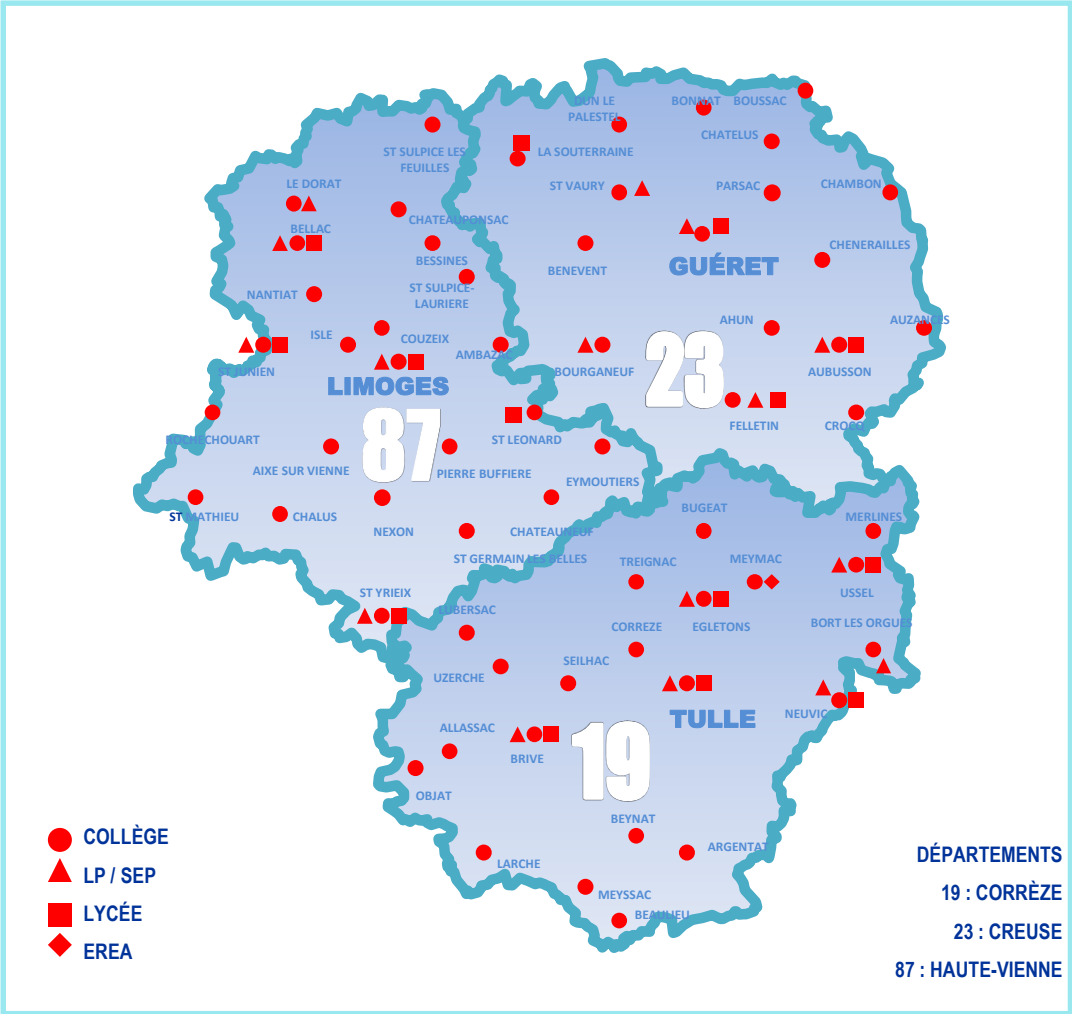 DUN LE
PALESTEL
BONNAT
BOUSSAC
CHATELUS
ST SULPICE LES
FEUILLES
LA SOUTERRAINE
LE DORAT
ST VAURY
PARSAC
CHAMBON
CHATEAUPONSAC
BELLAC
BESSINES
BENEVENT
GUÉRET
CHENERAILLES
NANTIAT
ST SULPICE-
LAURIERE
ISLE
COUZEIX
AMBAZAC
AHUN
AUZANCES
ST JUNIEN
LIMOGES
BOURGANEUF
23
AUBUSSON
87
ROCHECHOUART
ST LEONARD
FELLETIN
CROCQ
AIXE SUR VIENNE
PIERRE BUFFIERE
EYMOUTIERS
ST MATHIEU
CHALUS
NEXON
CHATEAUNEUF
BUGEAT
MERLINES
ST GERMAIN LES BELLES
TREIGNAC
MEYMAC
USSEL
ST YRIEIX
LUBERSAC
CORREZE
EGLETONS
BORT LES ORGUES
UZERCHE
SEILHAC
TULLE
NEUVIC
ALLASSAC
BRIVE
19
OBJAT
BEYNAT
ARGENTAT
LARCHE
MEYSSAC
BEAULIEU
COLLÈGE
LP / SEP
LYCÉE
EREA
DÉPARTEMENTS
19 : CORRÈZE
23 : CREUSE
87 : HAUTE-VIENNE